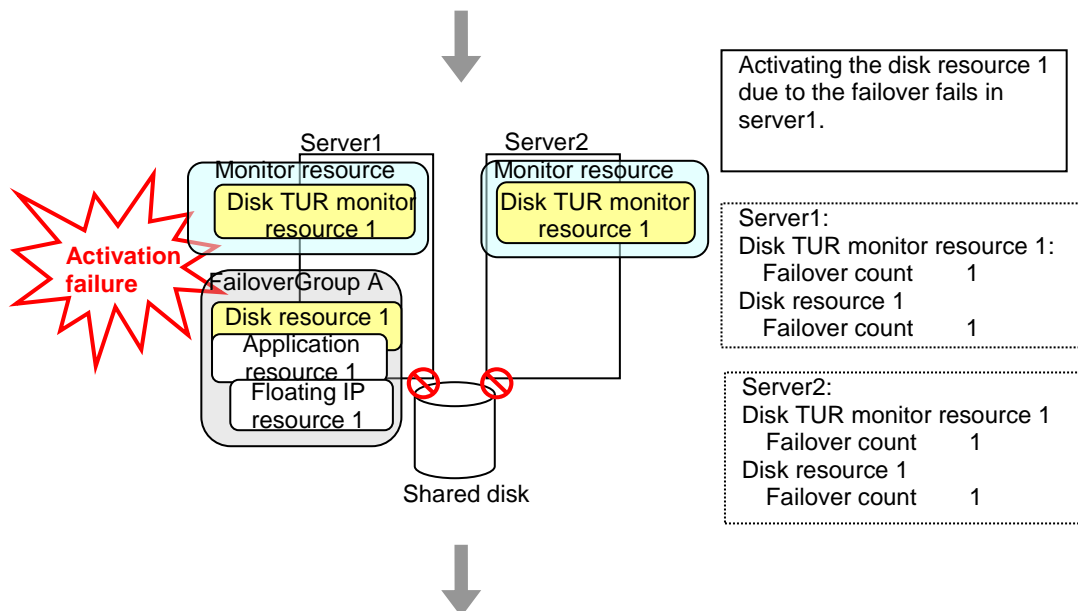 Activating the disk resource 1
due to the failover fails in
server1.
Server1
Server2
Monitor resource
Disk TUR monitor
resource 1
Monitor resource
Disk TUR monitor
resource 1
Activation
failure
FailoverGroup A
Disk resource 1
Application
resource 1
Floating IP
resource 1
Shared disk
Server1:
Disk TUR monitor resource 1:
Failover count 1
Disk resource 1
Failover count 1
Server2:
Disk TUR monitor resource 1
Failover count 1
Disk resource 1
Failover count 1